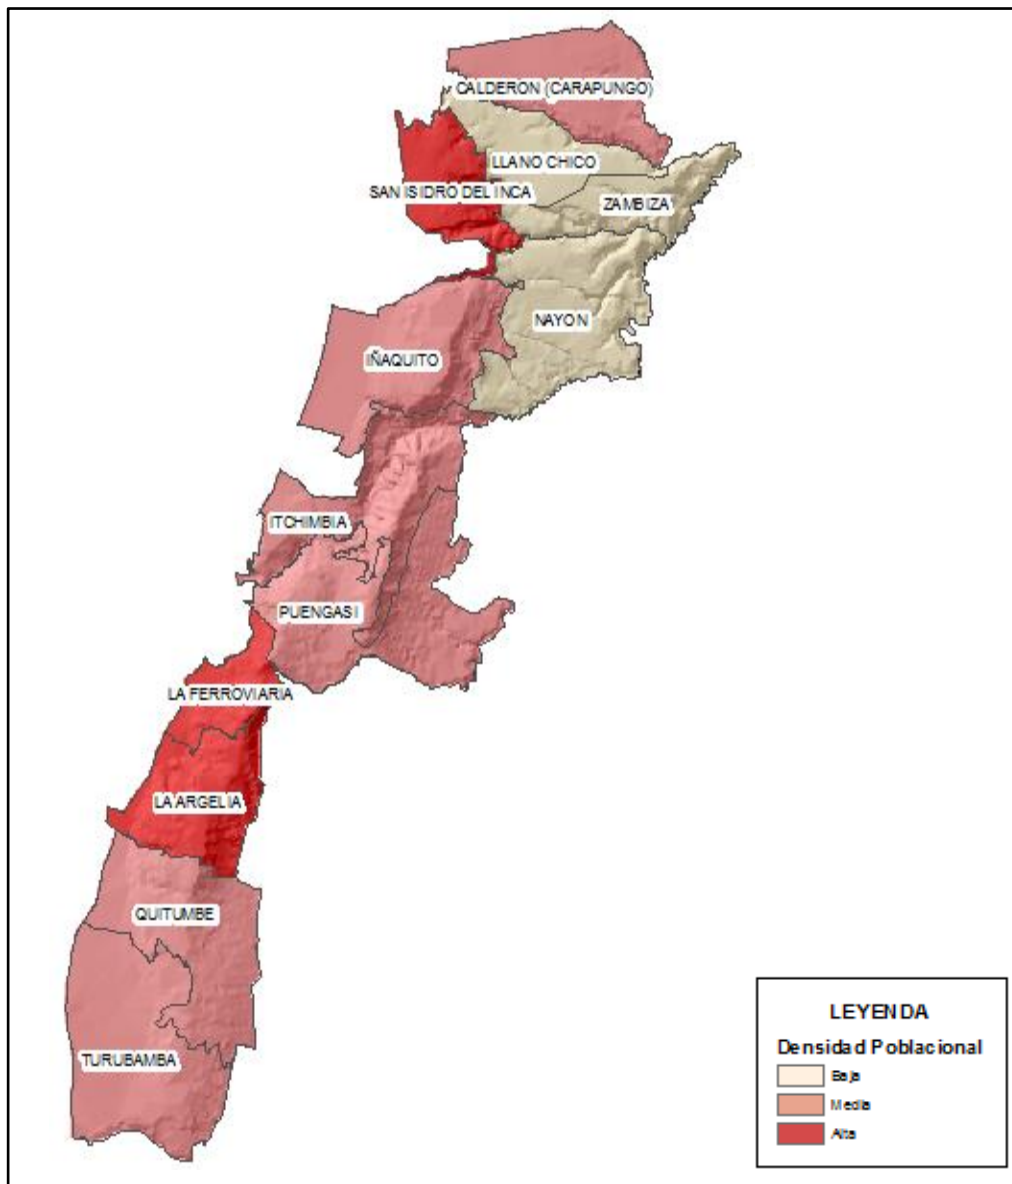 CALDERON (CARAPUNGO)
LLANO CHICO
SAN ISIDRO DEL INCA
ZAMBIZA
NAYON
IÑAQUITO
ITCHIMBIA
PUENGASI
LA FERROVIARIA
LA ARGELIA
QUITUMBE
TURUBAMBA
LEYENDA
Densidad Poblacional
Baja
Media
Alta